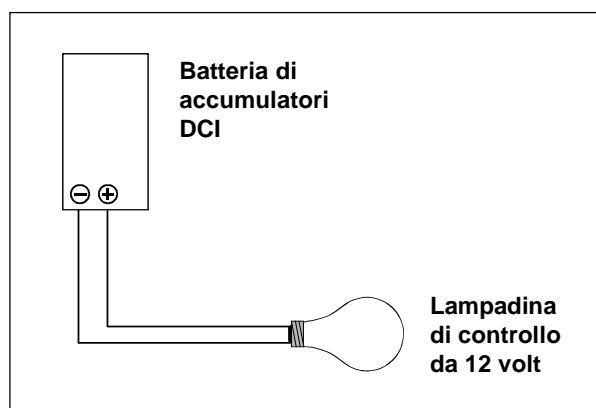 Batteria di
accumulatori
DCI
⊖ ⊕
Lampadina
di controllo
da 12 volt